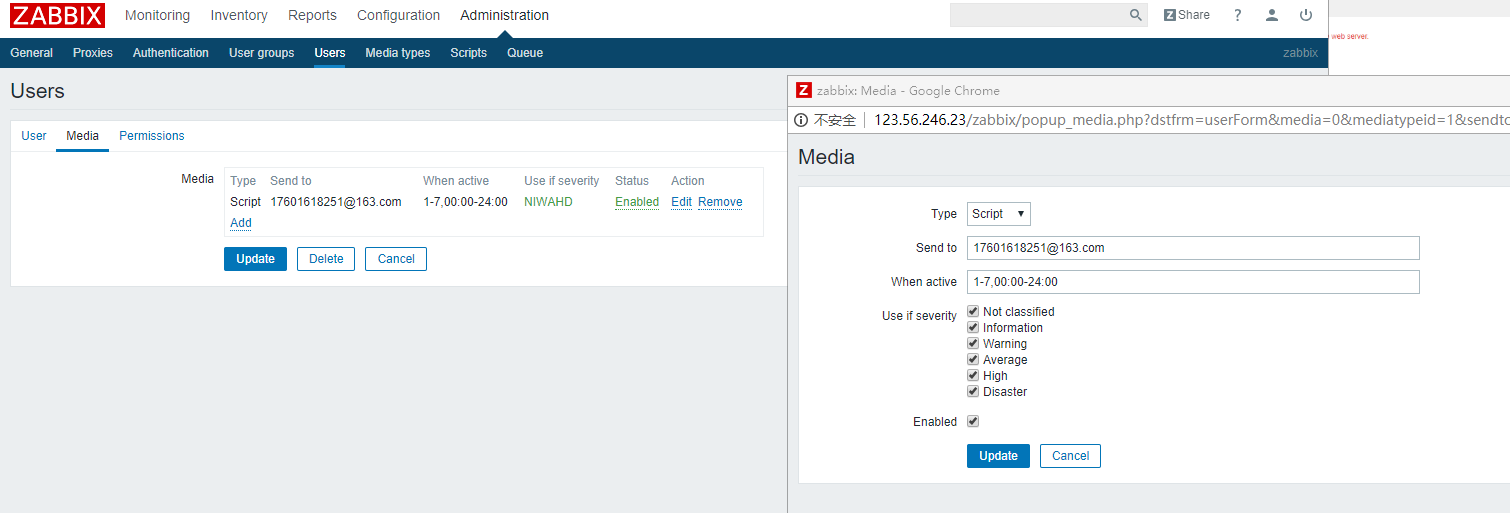 ZABBIX Monitoring Inventory Reports Configuration Administration Share ?
General Proxies Authentication User groups Users Media types Scripts Queue zabbix
web server.
Users
User Media Permissions
Media Type Send to When active Use if severity Status Action
Script 17601618251@163.com 1-7,00:00-24:00 NIWAHD Enabled Edit Remove
Add
Update Delete Cancel
zabbix: Media - Google Chrome
不安全 123.56.246.23/zabbix/popup_media.php?dstfrm=userForm&media=0&mediatypeid=1&sendto
Media
Type Script
Send to 17601618251@163.com
When active 1-7,00:00-24:00
Use if severity Not classified
Information
Warning
Average
High
Disaster
Enabled
Update Cancel